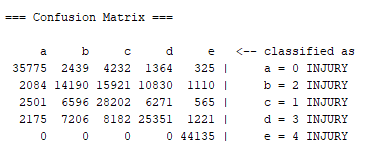 === Confusion Matrix ===
a b c d e <-- classified as
35775 2439 4232 1364 325 | a = 0 INJURY
2084 14190 15921 10830 1110 | b = 2 INJURY
2501 6596 28202 6271 565 | c = 1 INJURY
2175 7206 8182 25351 1221 | d = 3 INJURY
0 0 0 0 44135 | e = 4 INJURY